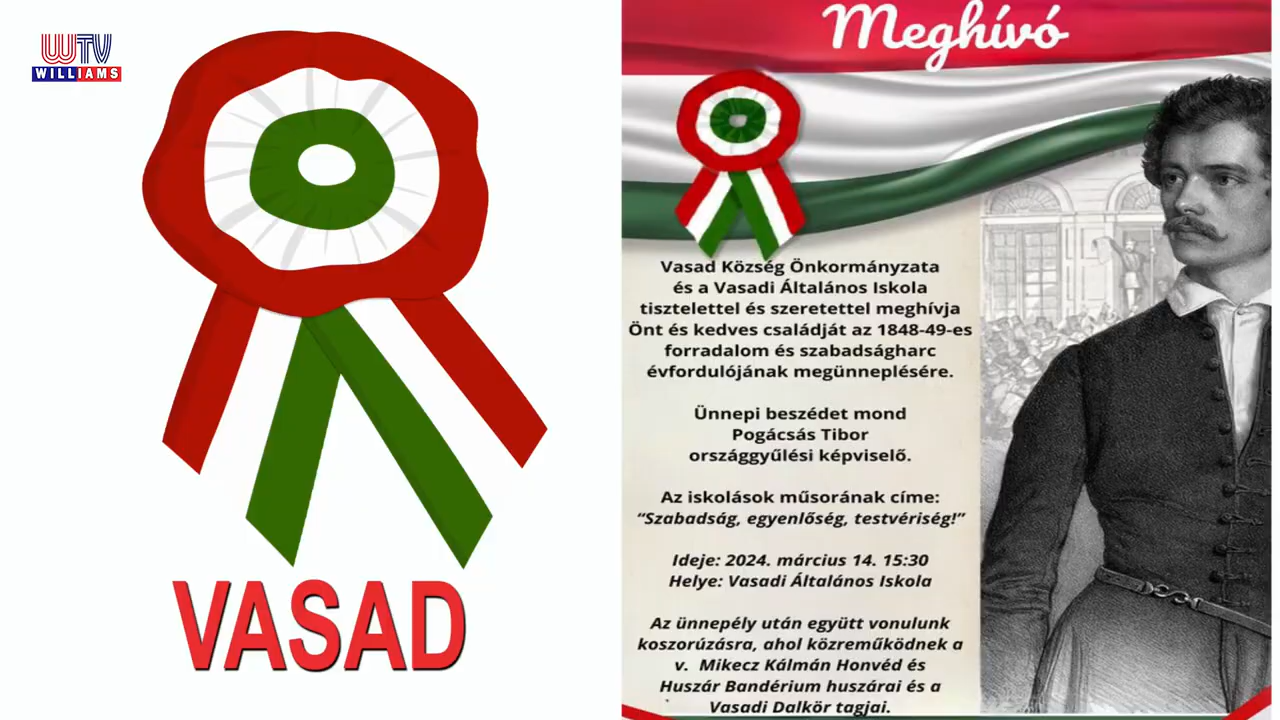 WTV
WILLIAMS
VASAD
Meghívó
Vasad Község Önkormányzata
és a Vasadi Általános Iskola
tisztelettel és szeretettel meghívja
Önt és kedves családját az 1848-49-es
forradalom és szabadságharc
évfordulójának megünneplésére.
Ünnepi beszédet mond
Pogácsás Tibor
országgyűlési képviselő.
Az iskolások műsorának címe:
“Szabadság, egyenlőség, testvériség!”
Ideje: 2024. március 14. 15:30
Helye: Vasadi Általános Iskola
Az ünnepély után együtt vonulunk
koszorúzásra, ahol közreműködnek a
v. Mikecz Kálmán Honvéd és
Huszár Bandérium huszárai és a
Vasadi Dalkör tagjai.